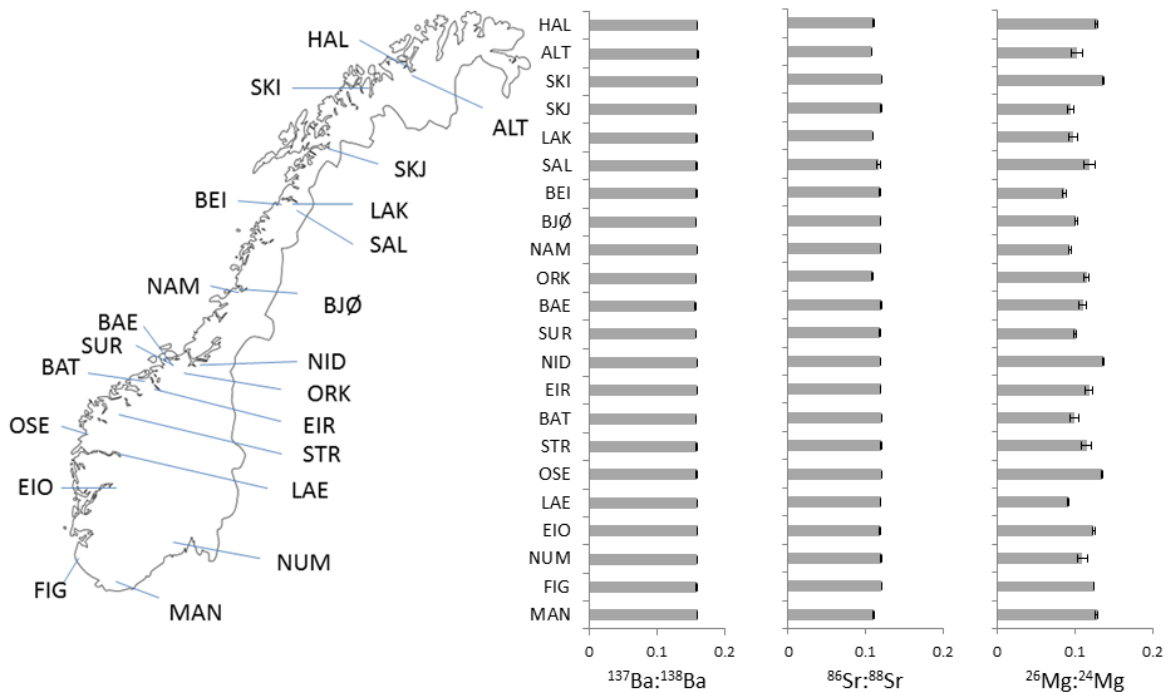 HAL
SKI
ALT
SKJ
BEI
LAK
SAL
NAM
BJØ
BAE
SUR
NID
BAT
ORK
EIR
OSE
STR
LAE
EIO
NUM
FIG
MAN
HAL
ALT
SKI
SKJ
LAK
SAL
BEI
BJØ
NAM
ORK
BAE
SUR
NID
EIR
BAT
STR
OSE
LAE
EIO
NUM
FIG
MAN
0 0.1 0.2
¹³⁷Ba:¹³⁸Ba
0 0.1 0.2
⁸⁶Sr:⁸⁸Sr
0 0.1 0.2
²⁶Mg:²⁴Mg